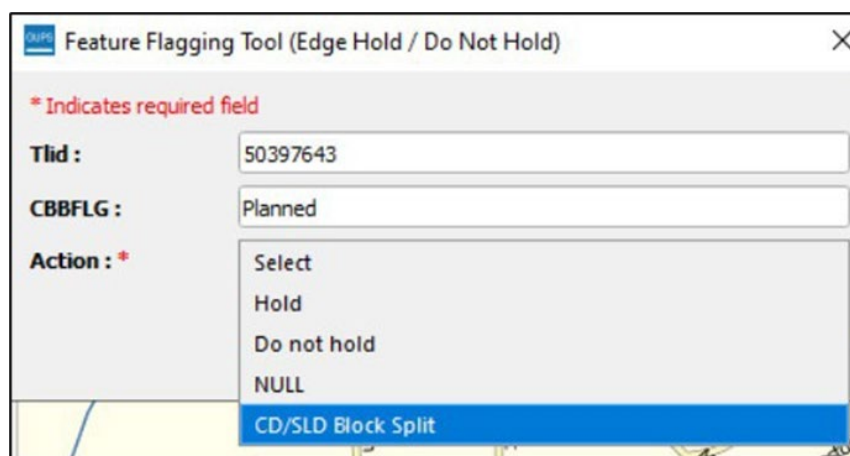 GUPS Feature Flagging Tool (Edge Hold / Do Not Hold)
* Indicates required field
Tlid : 50397643
CBBFLG : Planned
Action : *
Select
Hold
Do not hold
NULL
CD/SLD Block Split